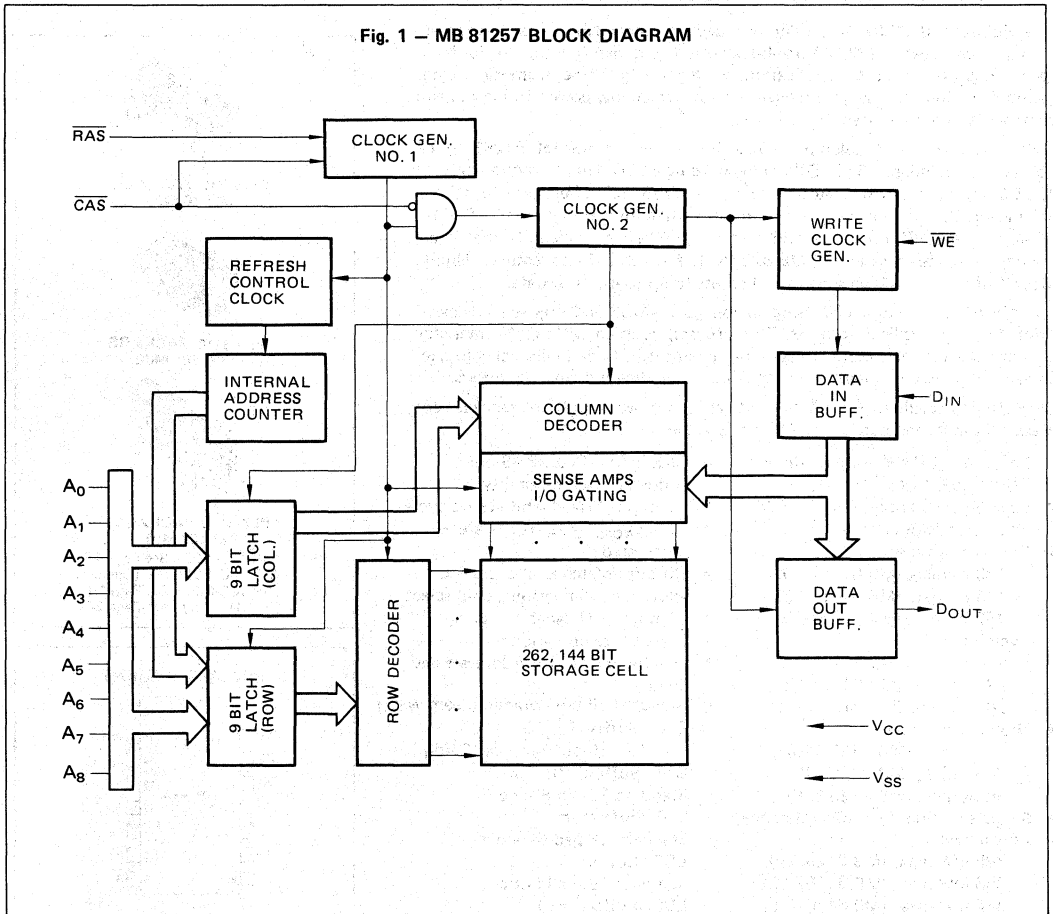 Fig. 1 – MB 81257 BLOCK DIAGRAM
RAS
CLOCK GEN.
NO. 1
CAS
CLOCK GEN.
NO. 2
WRITE
CLOCK
GEN.
WE
REFRESH
CONTROL
CLOCK
INTERNAL
ADDRESS
COUNTER
COLUMN
DECODER
DATA
IN
BUFF.
DIN
SENSE AMPS
I/O GATING
A0
A1
A2
A3
A4
A5
A6
A7
A8
9 BIT
LATCH
(COL.)
9 BIT
LATCH
(ROW)
ROW DECODER
262, 144 BIT
STORAGE CELL
DATA
OUT
BUFF.
DOUT
VCC
VSS